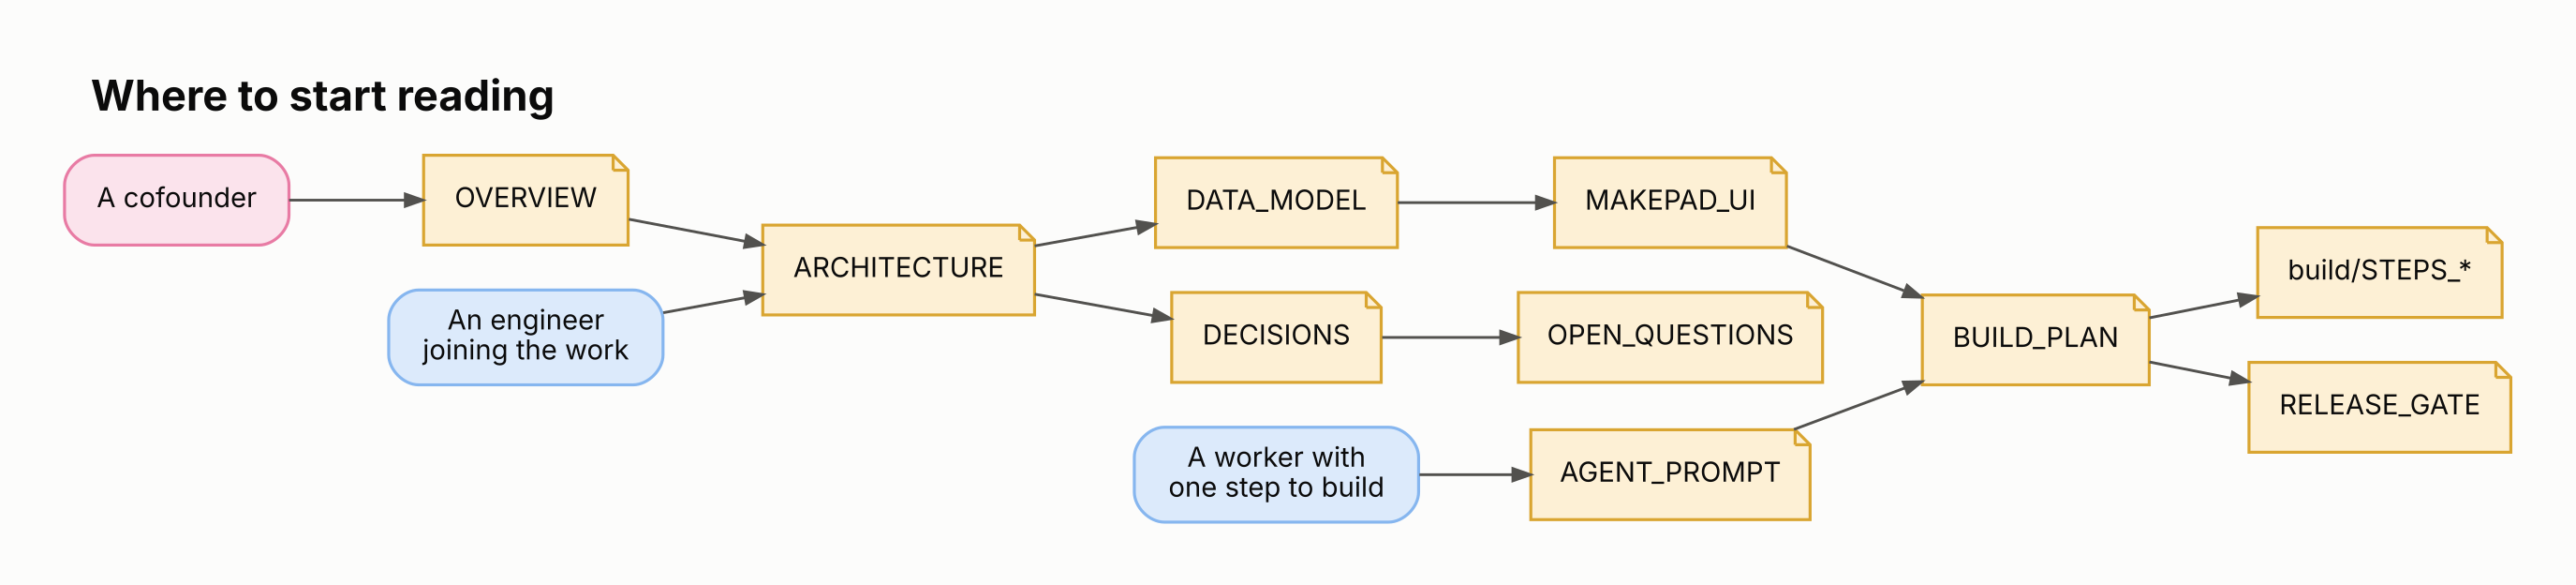 Where to start reading
A cofounder
OVERVIEW
An engineer
joining the work
ARCHITECTURE
DATA_MODEL
MAKEPAD_UI
DECISIONS
OPEN_QUESTIONS
A worker with
one step to build
AGENT_PROMPT
BUILD_PLAN
build/STEPS_*
RELEASE_GATE